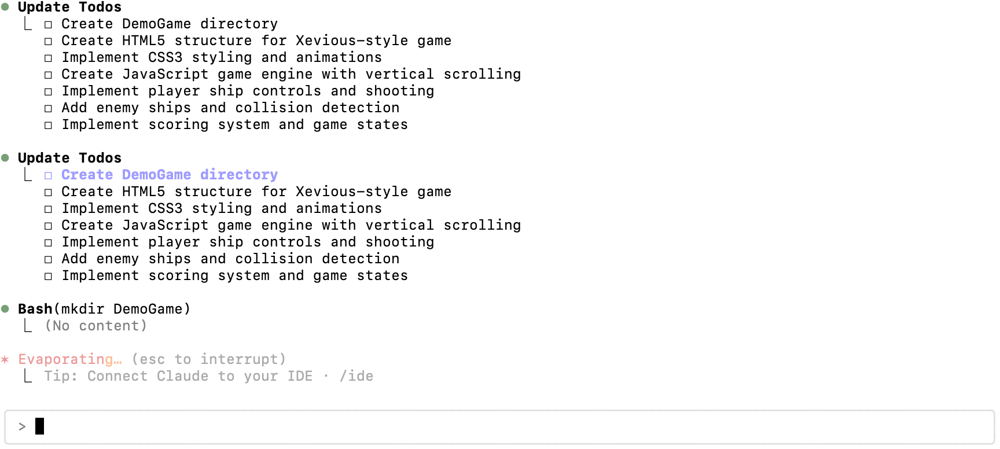 ● Update Todos
⎿ ☐ Create DemoGame directory
☐ Create HTML5 structure for Xevious-style game
☐ Implement CSS3 styling and animations
☐ Create JavaScript game engine with vertical scrolling
☐ Implement player ship controls and shooting
☐ Add enemy ships and collision detection
☐ Implement scoring system and game states
● Update Todos
⎿ ☐ Create DemoGame directory
☐ Create HTML5 structure for Xevious-style game
☐ Implement CSS3 styling and animations
☐ Create JavaScript game engine with vertical scrolling
☐ Implement player ship controls and shooting
☐ Add enemy ships and collision detection
☐ Implement scoring system and game states
● Bash(mkdir DemoGame)
⎿ (No content)
✶ Evaporating… (esc to interrupt)
⎿ Tip: Connect Claude to your IDE · /ide
>